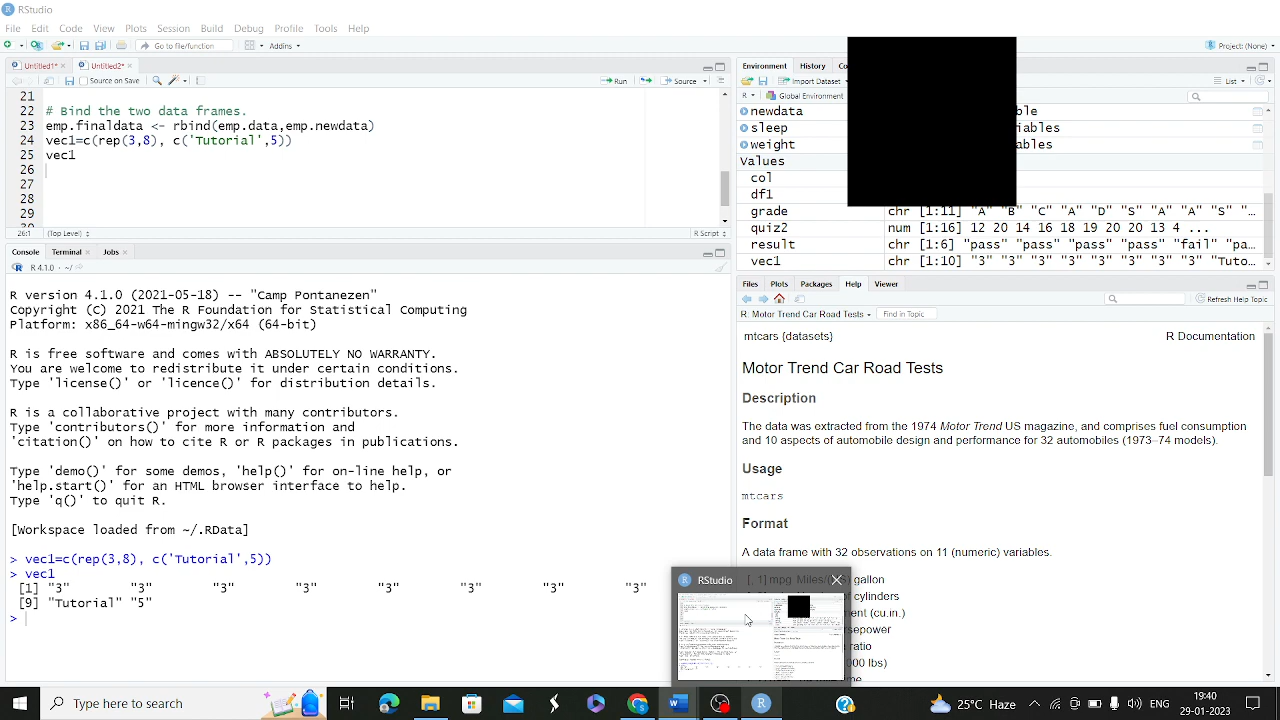 RStudio
File Edit Code View Plots Session Build Debug Profile Tools Help
Go to file/function Addins Project: (None)
Untitled1* Untitled2*
Source on Save Run Source
21
22 # Bind the two data frames.
23 emp.finaldata <- rbind(emp.data,emp.newdata)
24 vec1=c(rep(3,8), c('Tutorial',5))
25 vec1
26
27
28
29
26:1 (Top Level) R Script
Console Terminal Jobs
R 4.1.0 · ~/
R version 4.1.0 (2021-05-18) -- "Camp Pontanezen"
Copyright (C) 2021 The R Foundation for Statistical Computing
Platform: x86_64-w64-mingw32/x64 (64-bit)
R is free software and comes with ABSOLUTELY NO WARRANTY.
You are welcome to redistribute it under certain conditions.
Type 'license()' or 'licence()' for distribution details.
R is a collaborative project with many contributors.
Type 'contributors()' for more information and
'citation()' on how to cite R or R packages in publications.
Type 'demo()' for some demos, 'help()' for on-line help, or
'help.start()' for an HTML browser interface to help.
Type 'q()' to quit R.
[Workspace loaded from ~/.RData]
> vec1=c(rep(3,8), c('Tutorial',5))
> vec1
[1] "3" "3" "3" "3" "3" "3" "3" "3"
[9] "Tutorial" "5"
>
Environment History Co
Import Dataset List
R Global Environment
newdata ble
sleep riables
weight ables
Values
col
df1
grade chr [1:11] "A" "B" "C" "A" "D" "S" "A" "A" "S" "…
quiz2 num [1:16] 12 20 14 16 18 19 20 20 13 4 ...
result chr [1:6] "pass" "pass" "pass" "pass" "fail" "pa…
vec1 chr [1:10] "3" "3" "3" "3" "3" "3" "3" "3" "Tuto…
Files Plots Packages Help Viewer
Refresh Help Topic
R: Motor Trend Car Road Tests Find in Topic
mtcars {datasets} R Documentation
Motor Trend Car Road Tests
Description
The data was extracted from the 1974 Motor Trend US magazine, and comprises fuel consumption
and 10 aspects of automobile design and performance for 32 automobiles (1973–74 models).
Usage
mtcars
Format
A data frame with 32 observations on 11 (numeric) variables.
[, 1] mpg Miles/(US) gallon
of cylinders
ment (cu.in.)
rsepower
ratio
000 lbs)
RStudio
Type here to search
25°C Haze
19:40
29-01-2023